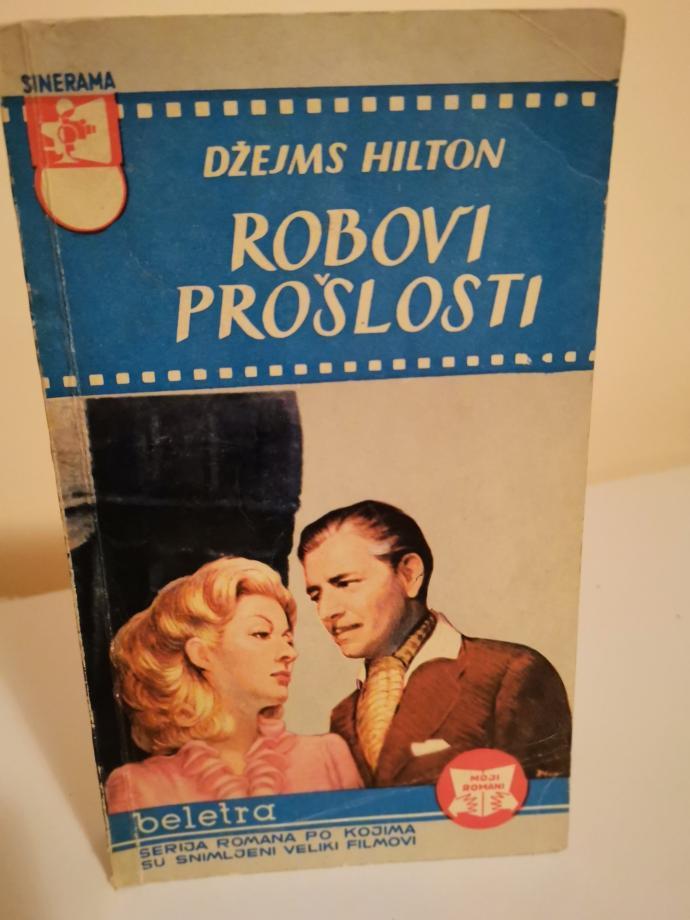 SINERAMA
DŽEJMS HILTON
ROBOVI
PROŠLOSTI
MOJI
ROMANI
beletra
SERIJA ROMANA PO KOJIMA
SU SNIMLJENI VELIKI FILMOVI